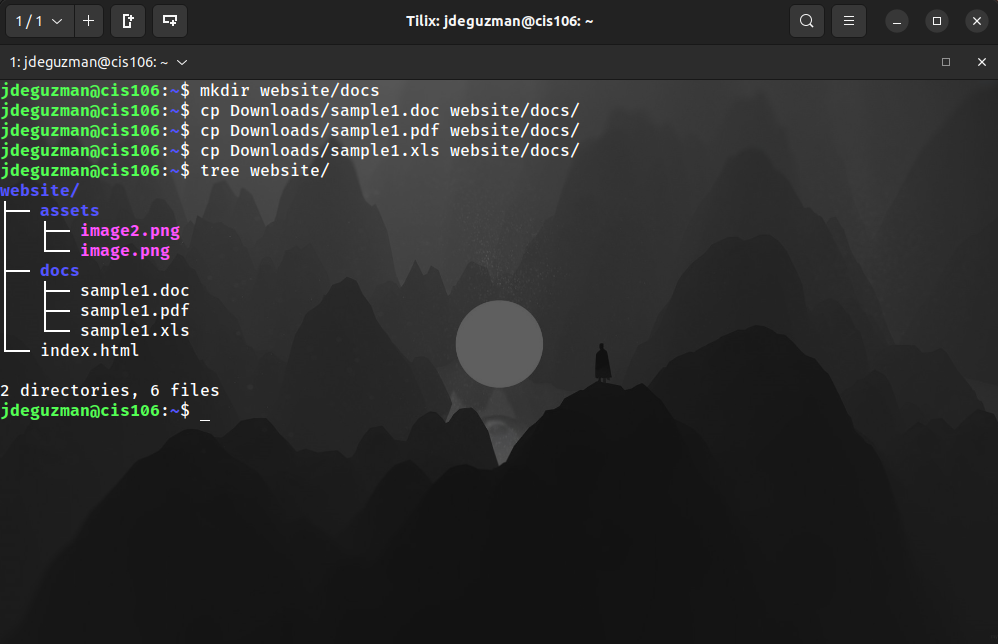 1 / 1
Tilix: jdeguzman@cis106: ~
1: jdeguzman@cis106: ~
jdeguzman@cis106:~$ mkdir website/docs
jdeguzman@cis106:~$ cp Downloads/sample1.doc website/docs/
jdeguzman@cis106:~$ cp Downloads/sample1.pdf website/docs/
jdeguzman@cis106:~$ cp Downloads/sample1.xls website/docs/
jdeguzman@cis106:~$ tree website/
website/
├── assets
│   ├── image2.png
│   └── image.png
├── docs
│   ├── sample1.doc
│   ├── sample1.pdf
│   └── sample1.xls
└── index.html
2 directories, 6 files
jdeguzman@cis106:~$ _